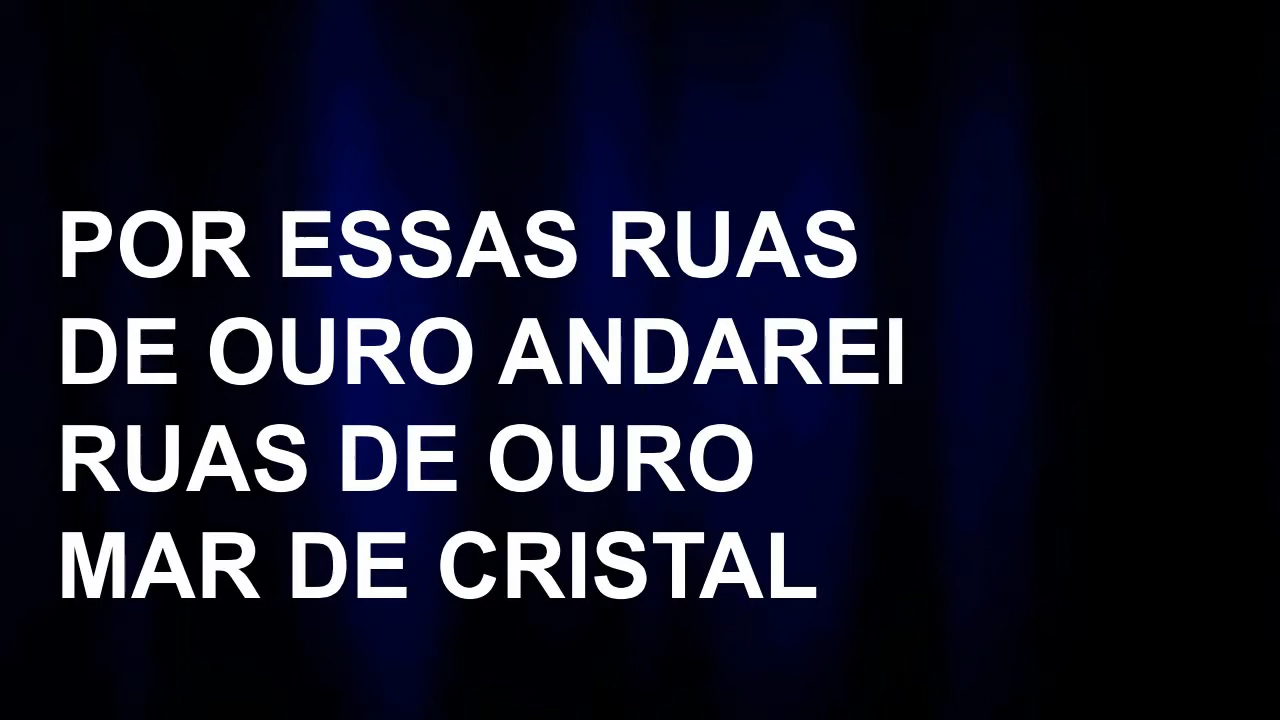 POR ESSAS RUAS
DE OURO ANDAREI
RUAS DE OURO
MAR DE CRISTAL